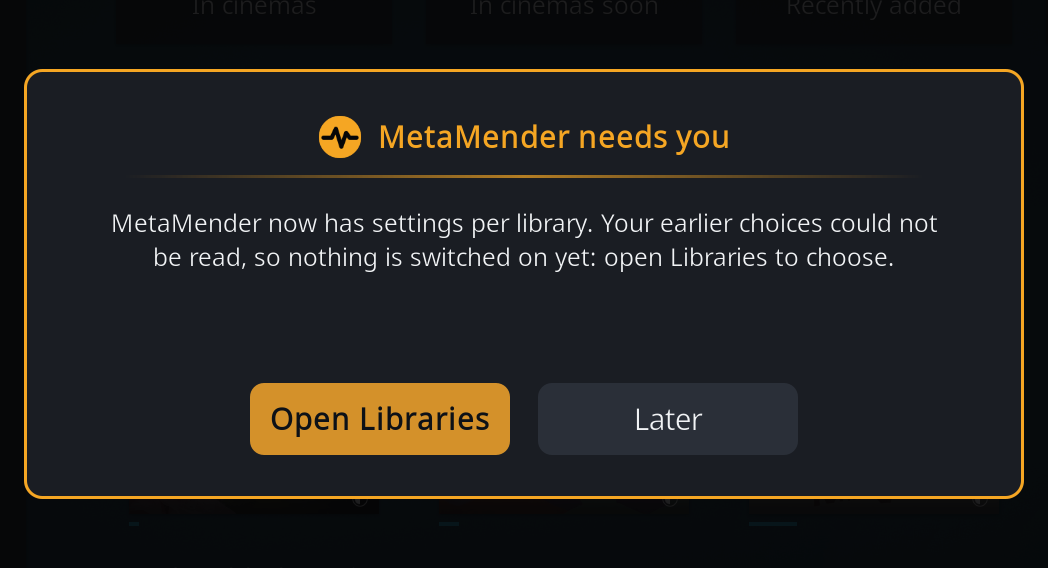 In cinemas
In cinemas soon
Recently added
MetaMender needs you
MetaMender now has settings per library. Your earlier choices could not
be read, so nothing is switched on yet: open Libraries to choose.
Open Libraries
Later